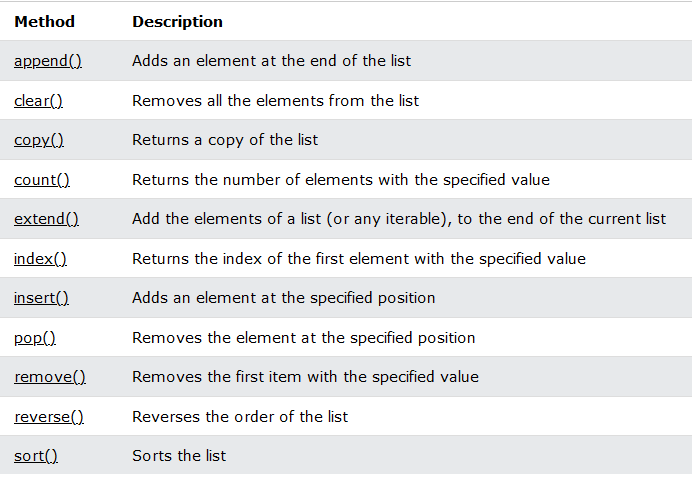 Method Description
append() Adds an element at the end of the list
clear() Removes all the elements from the list
copy() Returns a copy of the list
count() Returns the number of elements with the specified value
extend() Add the elements of a list (or any iterable), to the end of the current list
index() Returns the index of the first element with the specified value
insert() Adds an element at the specified position
pop() Removes the element at the specified position
remove() Removes the first item with the specified value
reverse() Reverses the order of the list
sort() Sorts the list